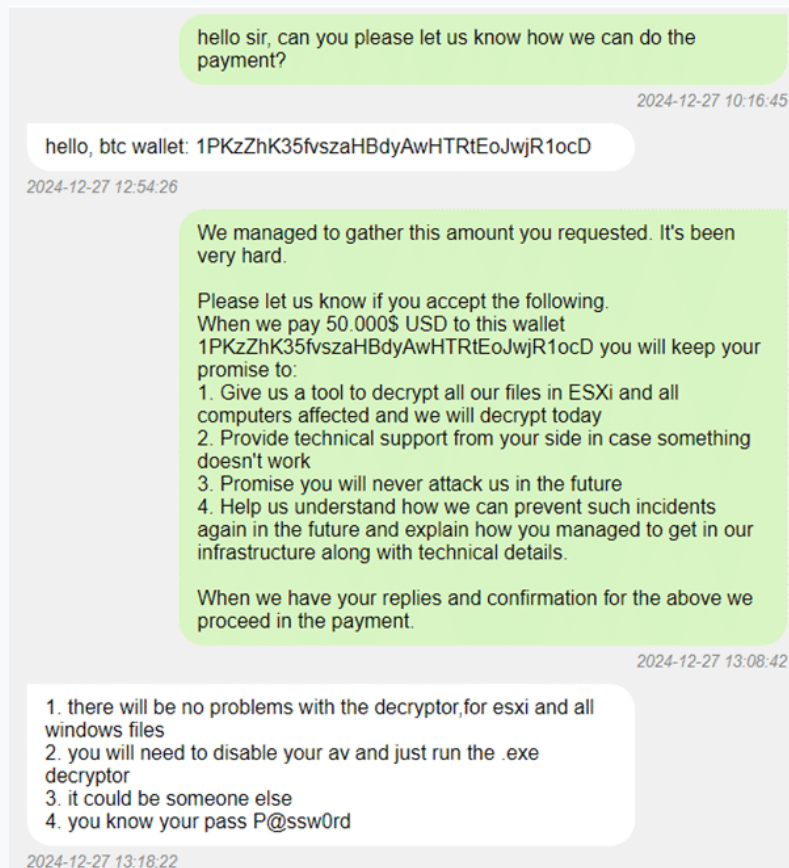 hello sir, can you please let us know how we can do the
payment?
2024-12-27 10:16:45
hello, btc wallet: 1PKzZhK35fvszaHBdyAwHTRtEoJwjR1ocD
2024-12-27 12:54:26
We managed to gather this amount you requested. It's been
very hard.
Please let us know if you accept the following.
When we pay 50.000$ USD to this wallet
1PKzZhK35fvszaHBdyAwHTRtEoJwjR1ocD you will keep your
promise to:
1. Give us a tool to decrypt all our files in ESXi and all
computers affected and we will decrypt today
2. Provide technical support from your side in case something
doesn't work
3. Promise you will never attack us in the future
4. Help us understand how we can prevent such incidents
again in the future and explain how you managed to get in our
infrastructure along with technical details.
When we have your replies and confirmation for the above we
proceed in the payment.
2024-12-27 13:08:42
1. there will be no problems with the decryptor,for esxi and all
windows files
2. you will need to disable your av and just run the .exe
decryptor
3. it could be someone else
4. you know your pass P@ssw0rd
2024-12-27 13:18:22